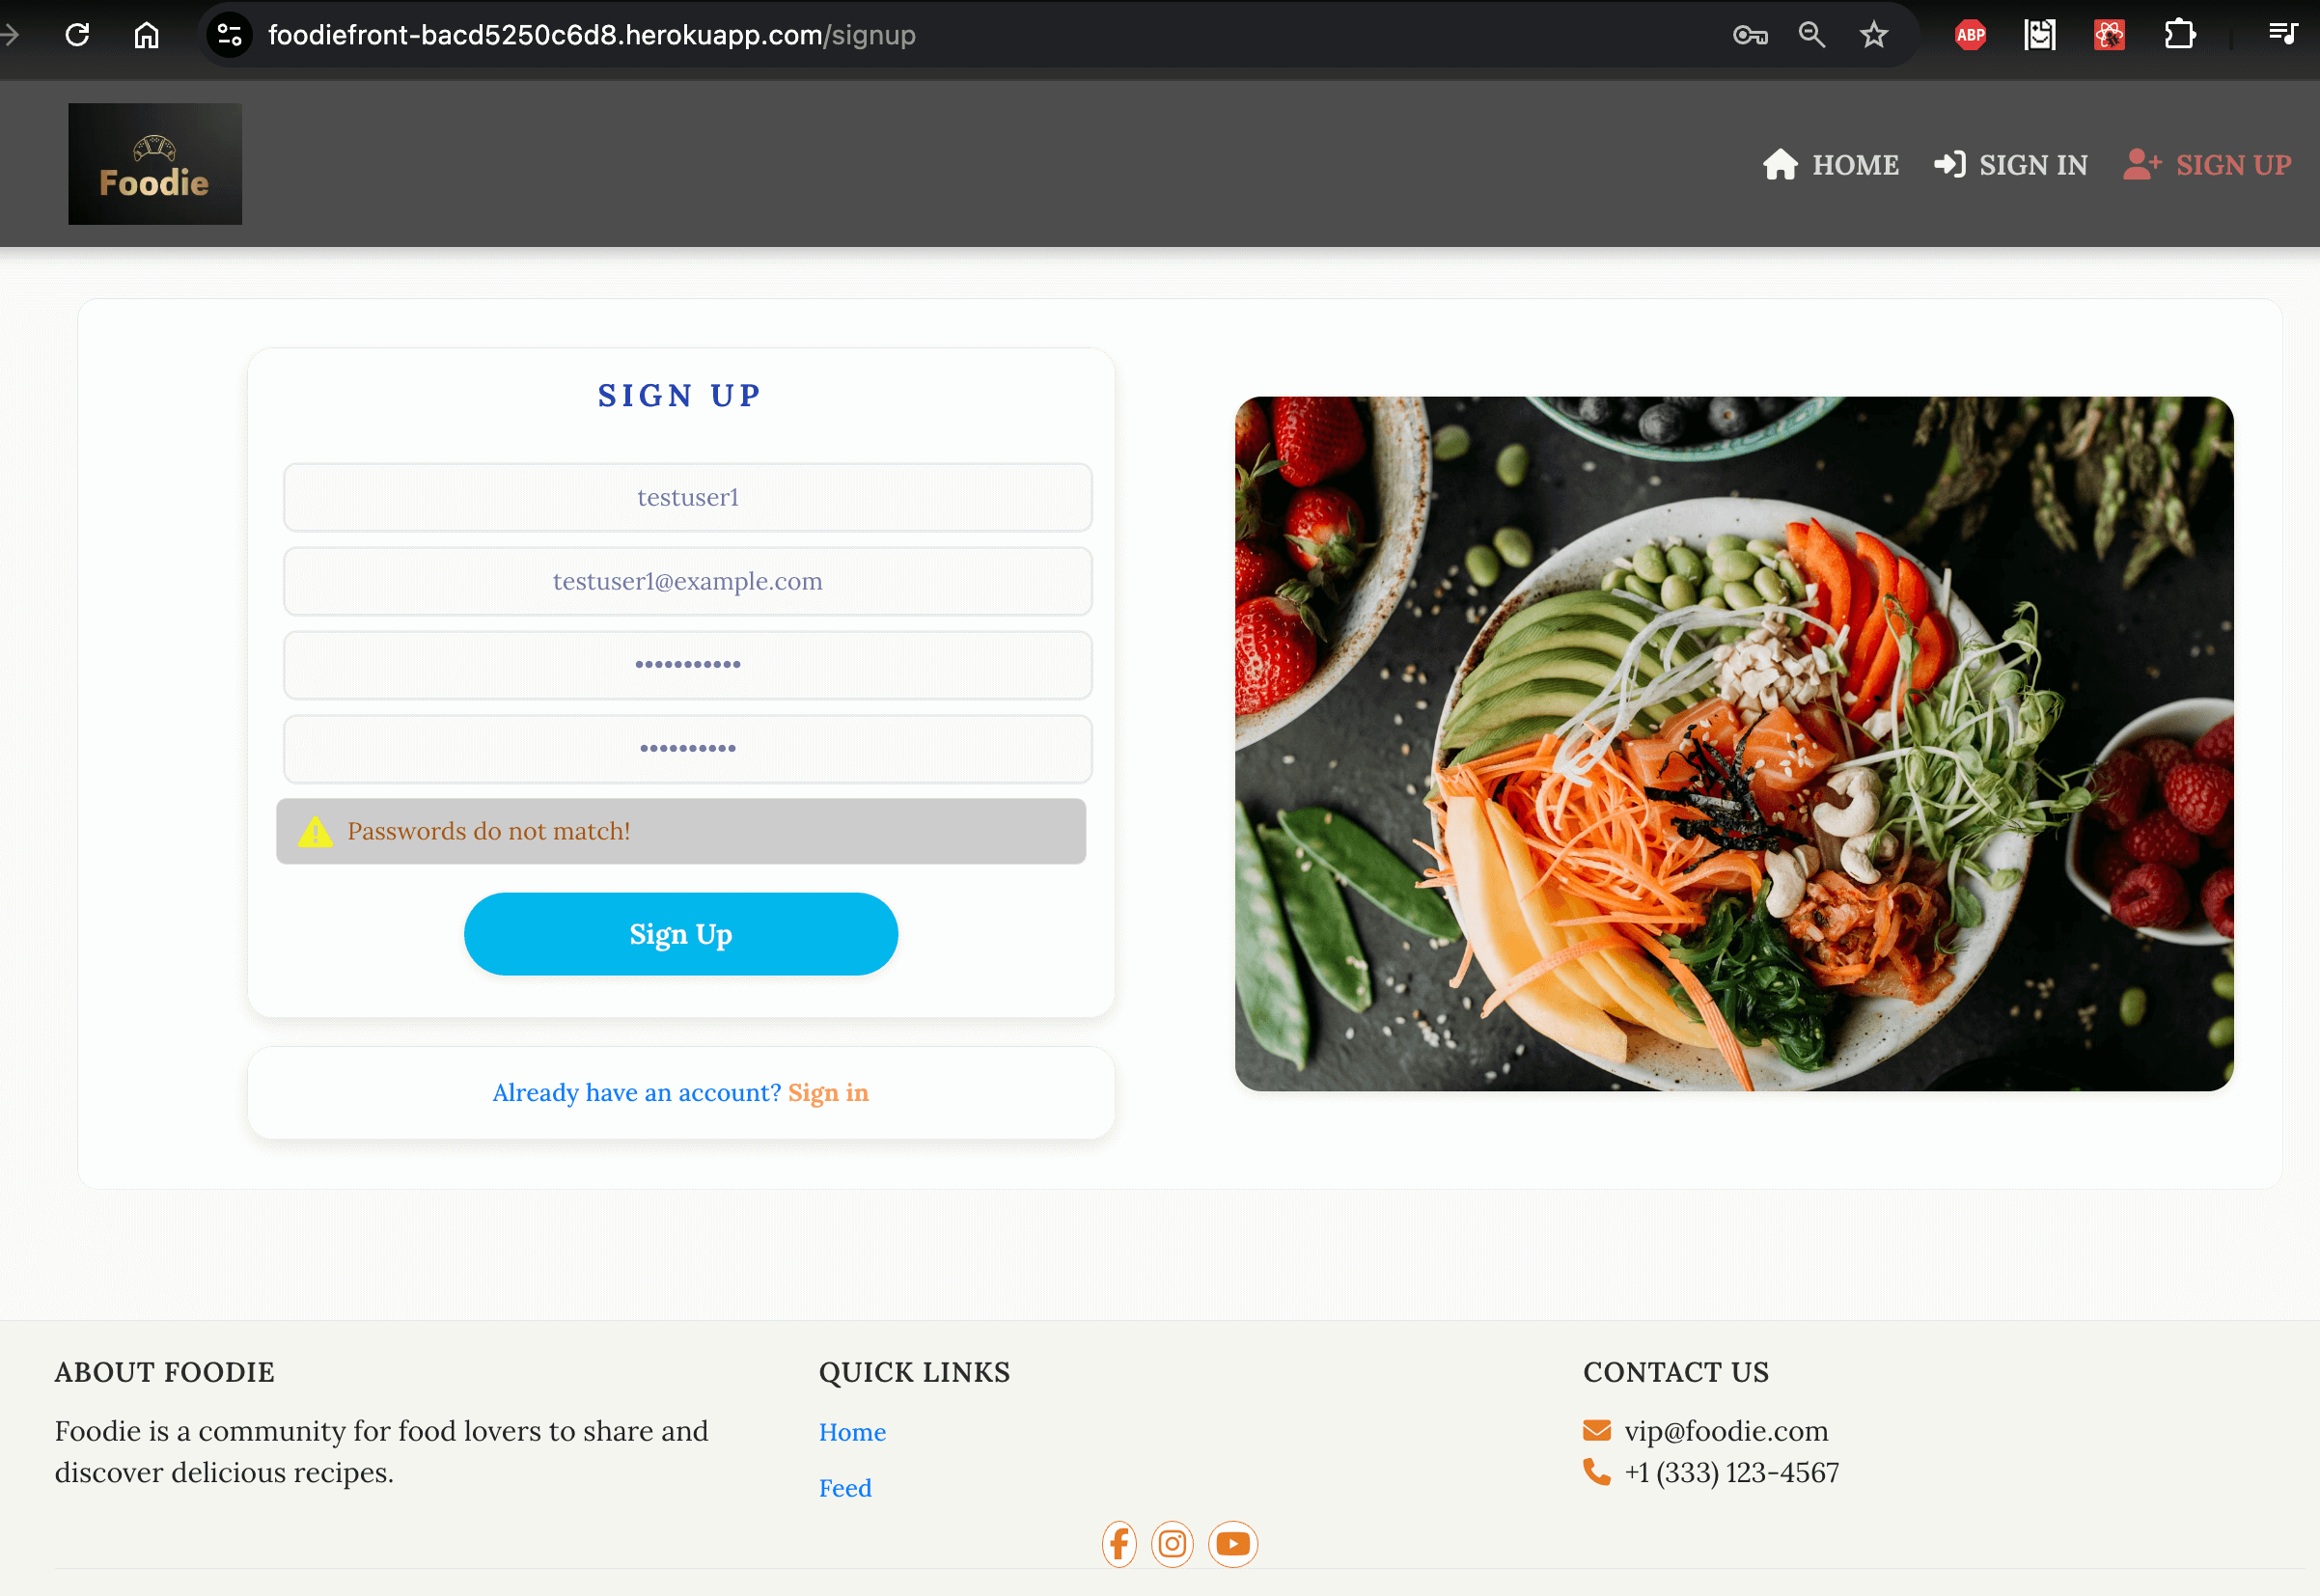 foodiefront-bacd5250c6d8.herokuapp.com/signup
ABP
Foodie
HOME
SIGN IN
SIGN UP
SIGN UP
testuser1
testuser1@example.com
•••••••••••
••••••••••
Passwords do not match!
Sign Up
Already have an account? Sign in
ABOUT FOODIE
Foodie is a community for food lovers to share and
discover delicious recipes.
QUICK LINKS
Home
Feed
CONTACT US
vip@foodie.com
+1 (333) 123-4567